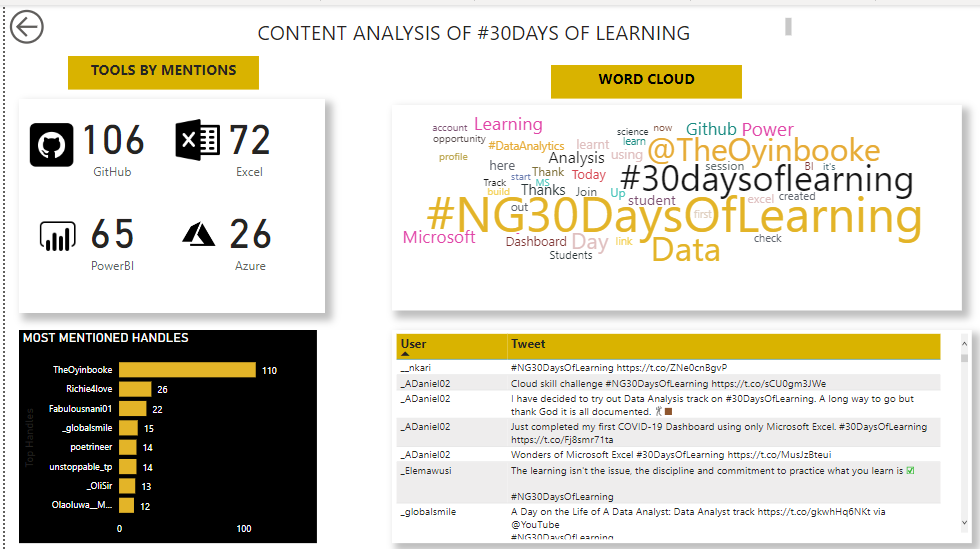 CONTENT ANALYSIS OF #30DAYS OF LEARNING
TOOLS BY MENTIONS
106
GitHub
72
Excel
65
PowerBI
26
Azure
WORD CLOUD
account
Learning
science
now
Github
Power
opportunity
#DataAnalytics
learnt
learn
@TheOyinbooke
profile
Analysis
using
here
Thank
session
BI
it's
start
Today
#30daysoflearning
Track
MS
build
Thanks
Join
Up
student
excel
created
out
#NG30DaysOfLearning
first
Microsoft
Dashboard
Day
link
Data
check
Students
MOST MENTIONED HANDLES
Top Handles
TheOyinbooke 110
Richie4love 26
Fabulousnani01 22
_globalsmile 15
poetrineer 14
unstoppable_tp 14
_OliSir 13
Olaoluwa__M... 12
0 100
User Tweet
__nkari #NG30DaysOfLearning https://t.co/ZNe0cnBgvP
_ADaniel02 Cloud skill challenge #NG30DaysOfLearning https://t.co/sCU0gm3JWe
_ADaniel02 I have decided to try out Data Analysis track on #30DaysOfLearning. A long way to go but
thank God it is all documented.
_ADaniel02 Just completed my first COVID-19 Dashboard using only Microsoft Excel. #30DaysOfLearning
https://t.co/Fj8smr71ta
_ADaniel02 Wonders of Microsoft Excel #30DaysOfLearning https://t.co/MusJzBteui
_Elemawusi The learning isn't the issue, the discipline and commitment to practice what you learn is ✅
#NG30DaysOfLearning
_globalsmile A Day on the Life of A Data Analyst: Data Analyst track https://t.co/gkwhHq6NKt via
@YouTube
#NG30DaysOfLearning